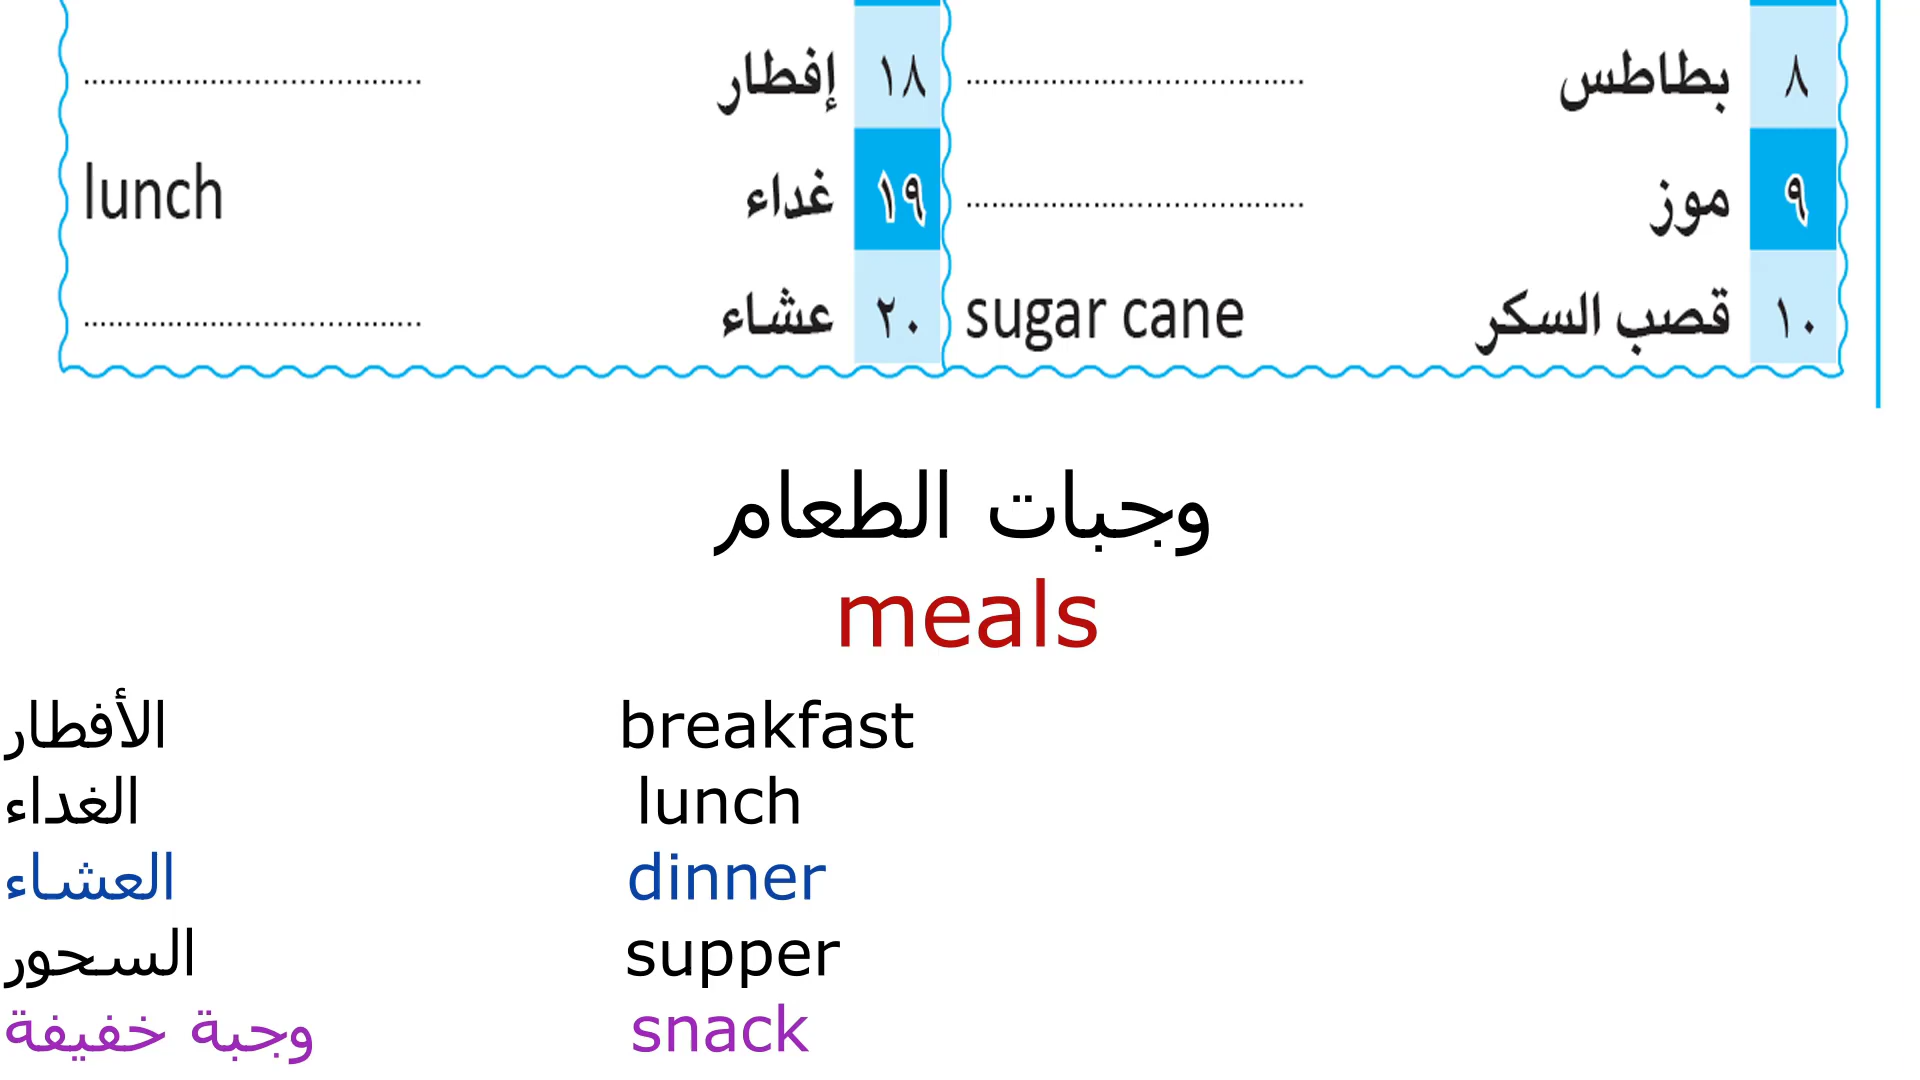 ٨ بطاطس ........................................ ١٨ إفطار ........................................
٩ موز ........................................ ١٩ غداء lunch
١٠ قصب السكر sugar cane ٢٠ عشاء ........................................
وجبات الطعام
meals
الأفطار breakfast
الغداء lunch
العشاء dinner
السحور supper
وجبة خفيفة snack